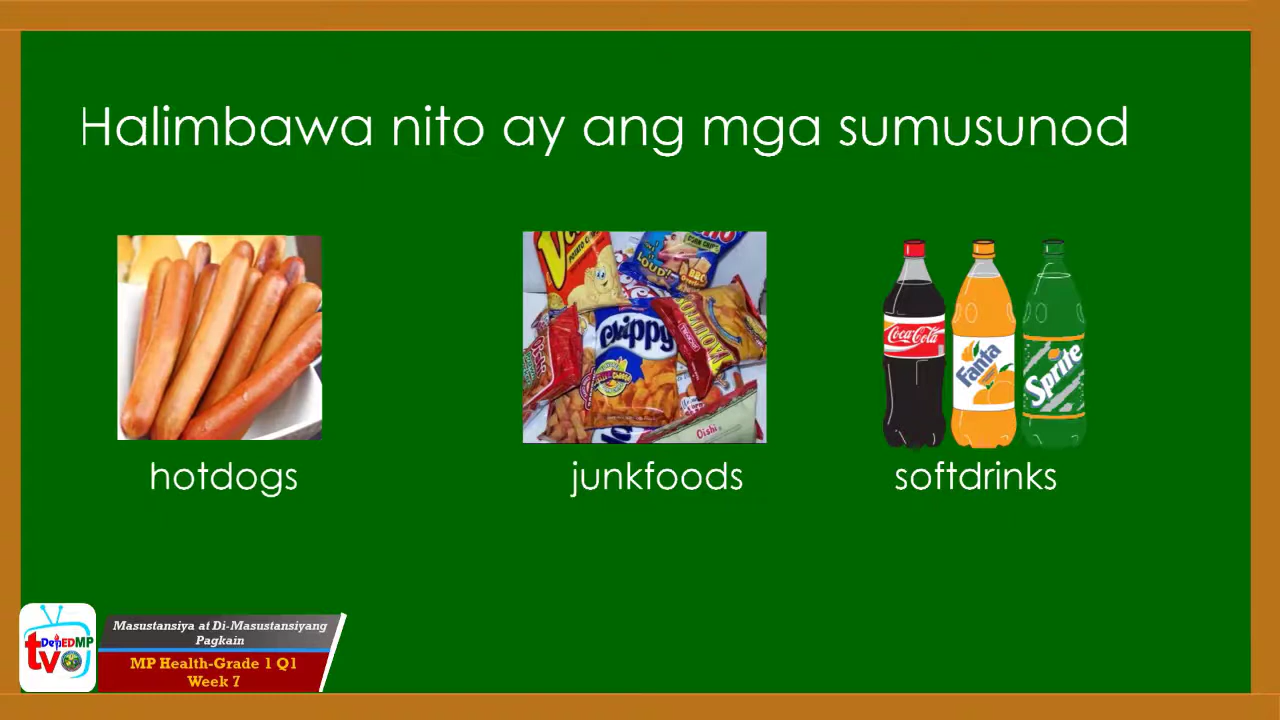 Halimbawa nito ay ang mga sumusunod
Chippy
Oishi
Coca-Cola
Fanta
Sprite
hotdogs
junkfoods
softdrinks
DepEDMP
tv
Masustansiya at Di-Masustansiyang
Pagkain
MP Health-Grade 1 Q1
Week 7